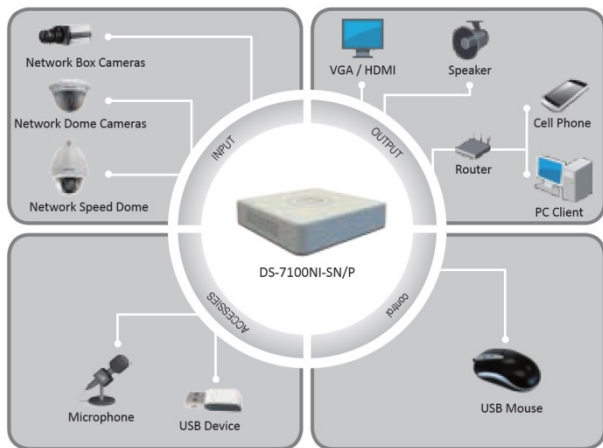 Network Box Cameras
Network Dome Cameras
Network Speed Dome
INPUT
VGA / HDMI
Speaker
Cell Phone
Router
PC Client
OUTPUT
DS-7100NI-SN/P
ACCESSIES
Microphone
USB Device
control
USB Mouse